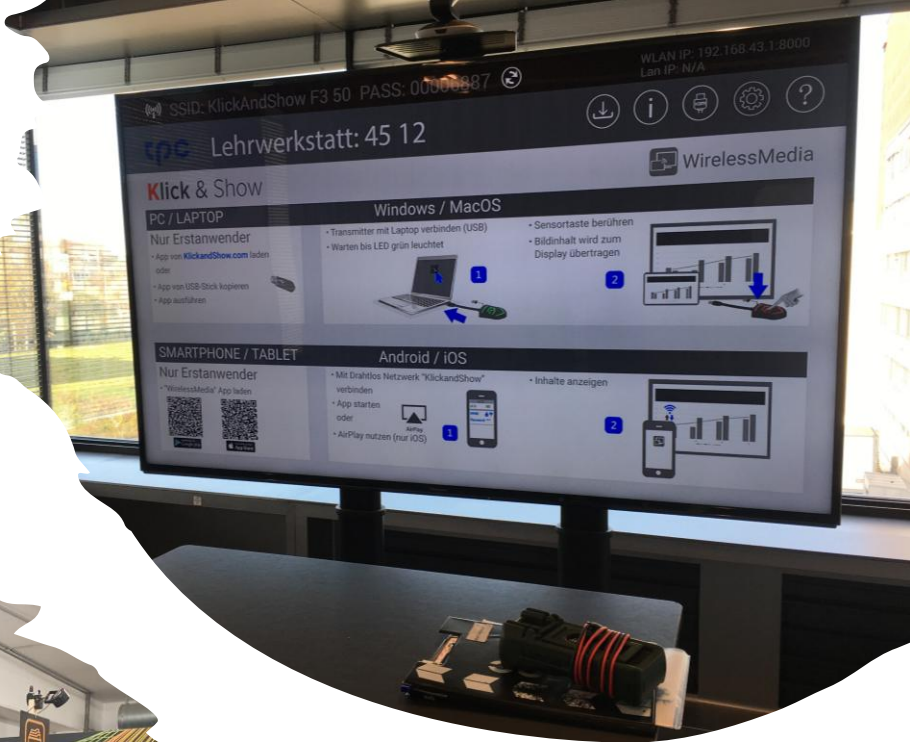 WLAN IP: 192.168.43.1:8000
Lan IP: N/A
SSID: KlickAndShow F3 50 PASS: 00006887
tpc Lehrwerkstatt: 45 12
WirelessMedia
Klick & Show
PC / LAPTOP
Windows / MacOS
Nur Erstanwender
• App von KlickandShow.com laden
oder
• App von USB-Stick kopieren
• App ausführen
• Transmitter mit Laptop verbinden (USB)
• Warten bis LED grün leuchtet
1
• Sensortaste berühren
• Bildinhalt wird zum
Display übertragen
2
SMARTPHONE / TABLET
Android / iOS
Nur Erstanwender
• "WirelessMedia" App laden
• Mit Drahtlos Netzwerk "KlickandShow"
verbinden
• App starten
oder
• AirPlay nutzen (nur iOS)
AirPlay
1
• Inhalte anzeigen
2